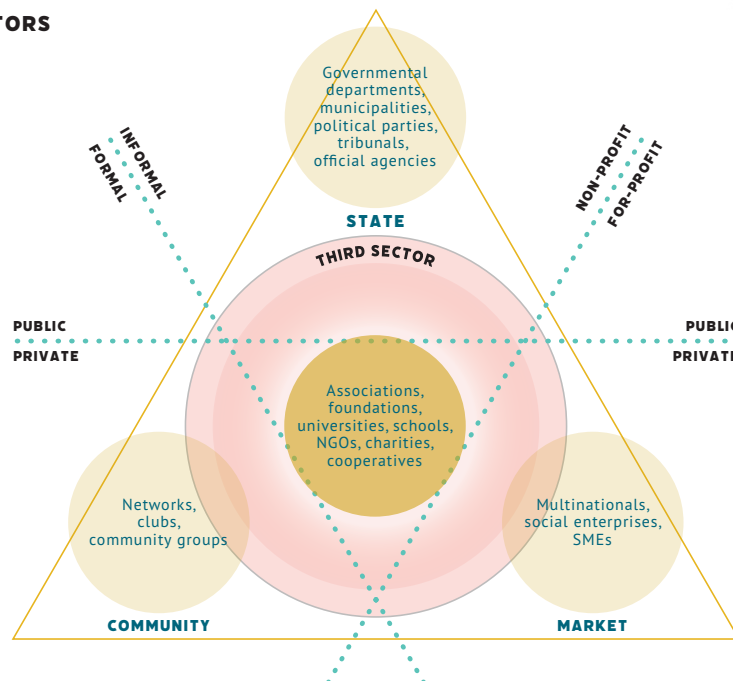 TORS
Governmental
departments,
municipalities,
political parties,
tribunals,
official agencies
STATE
INFORMAL
FORMAL
NON-PROFIT
FOR-PROFIT
THIRD SECTOR
PUBLIC
PRIVATE
PUBLIC
PRIVATE
Associations,
foundations,
universities, schools,
NGOs, charities,
cooperatives
Networks,
clubs,
community groups
COMMUNITY
Multinationals,
social enterprises,
SMEs
MARKET